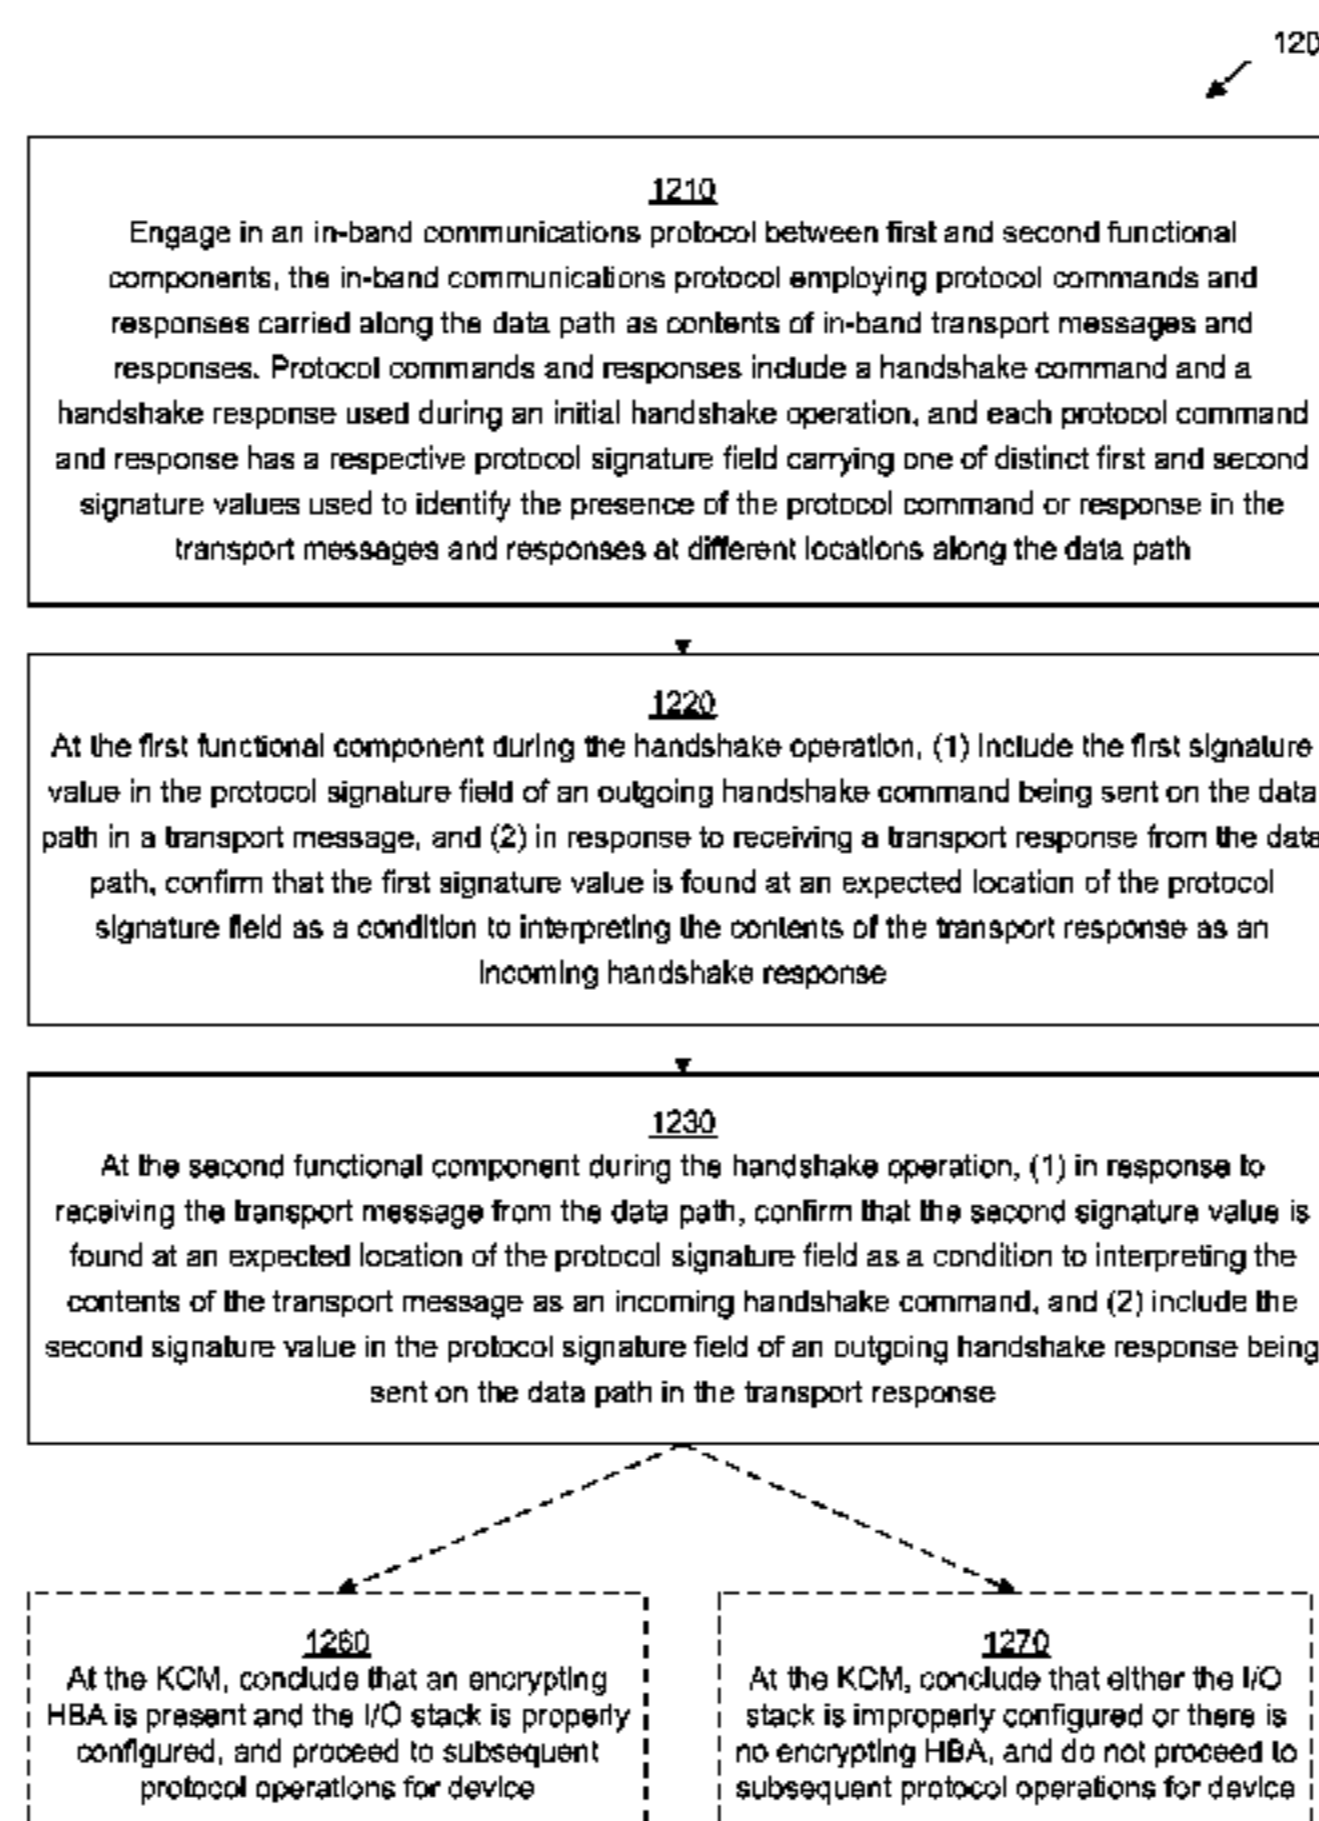 120
1210
Engage in an in-band communications protocol between first and second functional
components, the in-band communications protocol employing protocol commands and
responses carried along the data path as contents of in-band transport messages and
responses. Protocol commands and responses include a handshake command and a
handshake response used during an initial handshake operation, and each protocol command
and response has a respective protocol signature field carrying one of distinct first and second
signature values used to identify the presence of the protocol command or response in the
transport messages and responses at different locations along the data path
1220
At the first functional component during the handshake operation, (1) include the first signature
value in the protocol signature field of an outgoing handshake command being sent on the data
path in a transport message, and (2) in response to receiving a transport response from the data
path, confirm that the first signature value is found at an expected location of the protocol
signature field as a condition to interpreting the contents of the transport response as an
incoming handshake response
1230
At the second functional component during the handshake operation, (1) in response to
receiving the transport message from the data path, confirm that the second signature value is
found at an expected location of the protocol signature field as a condition to interpreting the
contents of the transport message as an incoming handshake command, and (2) include the
second signature value in the protocol signature field of an outgoing handshake response being
sent on the data path in the transport response
1260
At the KCM, conclude that an encrypting
HBA is present and the I/O stack is properly
configured, and proceed to subsequent
protocol operations for device
1270
At the KCM, conclude that either the I/O
stack is improperly configured or there is
no encrypting HBA, and do not proceed to
subsequent protocol operations for device